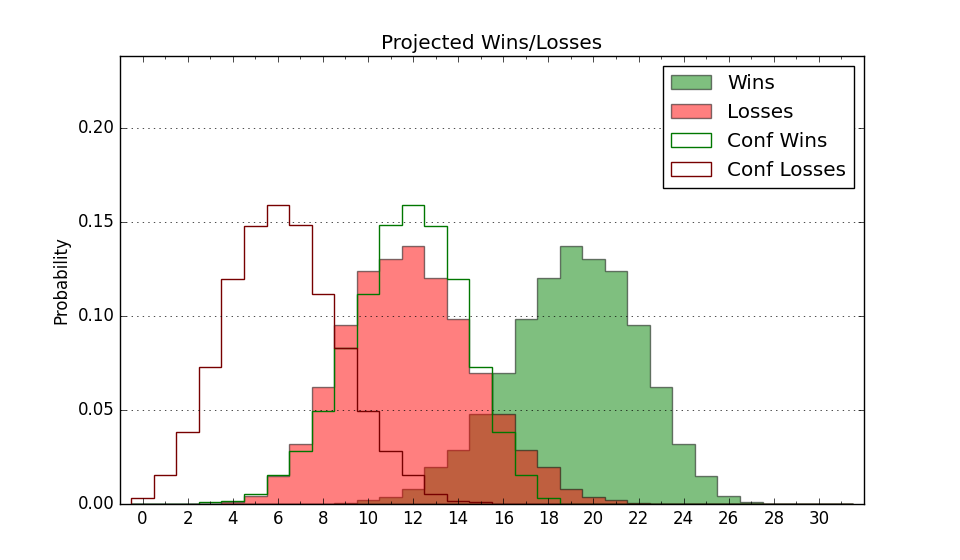 Projected Wins/Losses
Wins
Losses
Conf Wins
Conf Losses
Probability
0.20
0.15
0.10
0.05
0.00
0 2 4 6 8 10 12 14 16 18 20 22 24 26 28 30